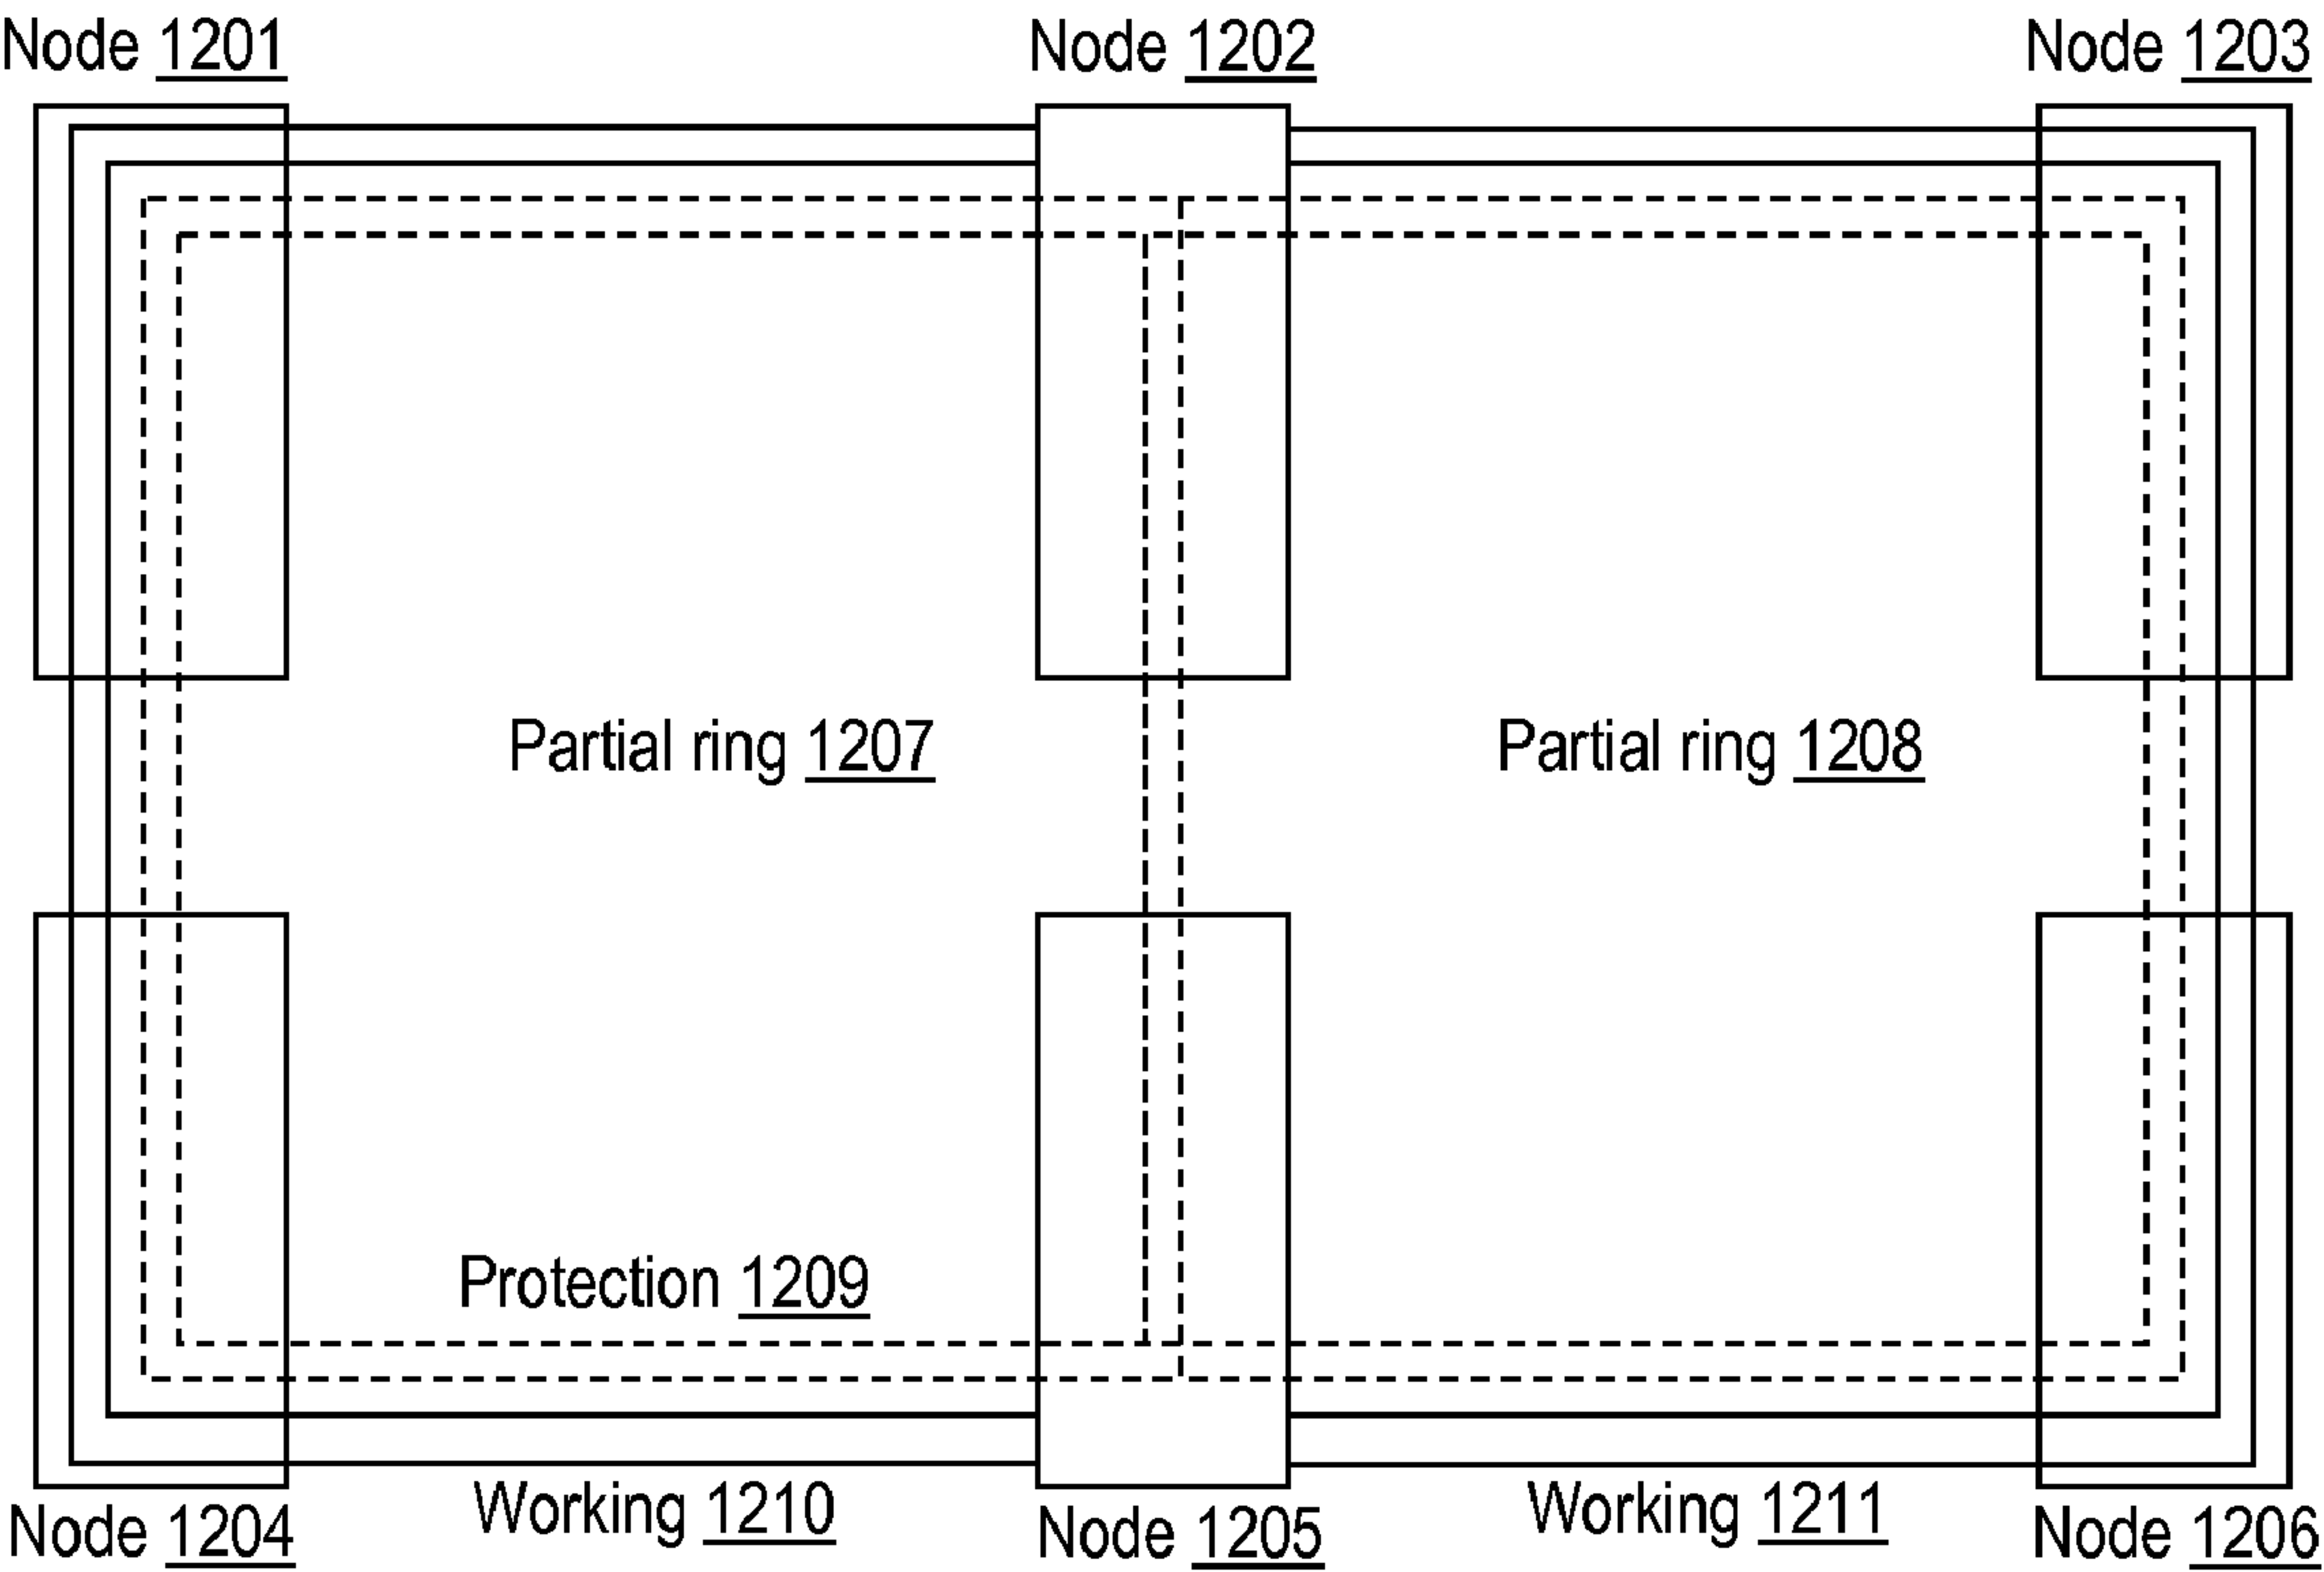 Node 1201
Node 1202
Node 1203
Partial ring 1207
Partial ring 1208
Protection 1209
Working 1210
Working 1211
Node 1204
Node 1205
Node 1206